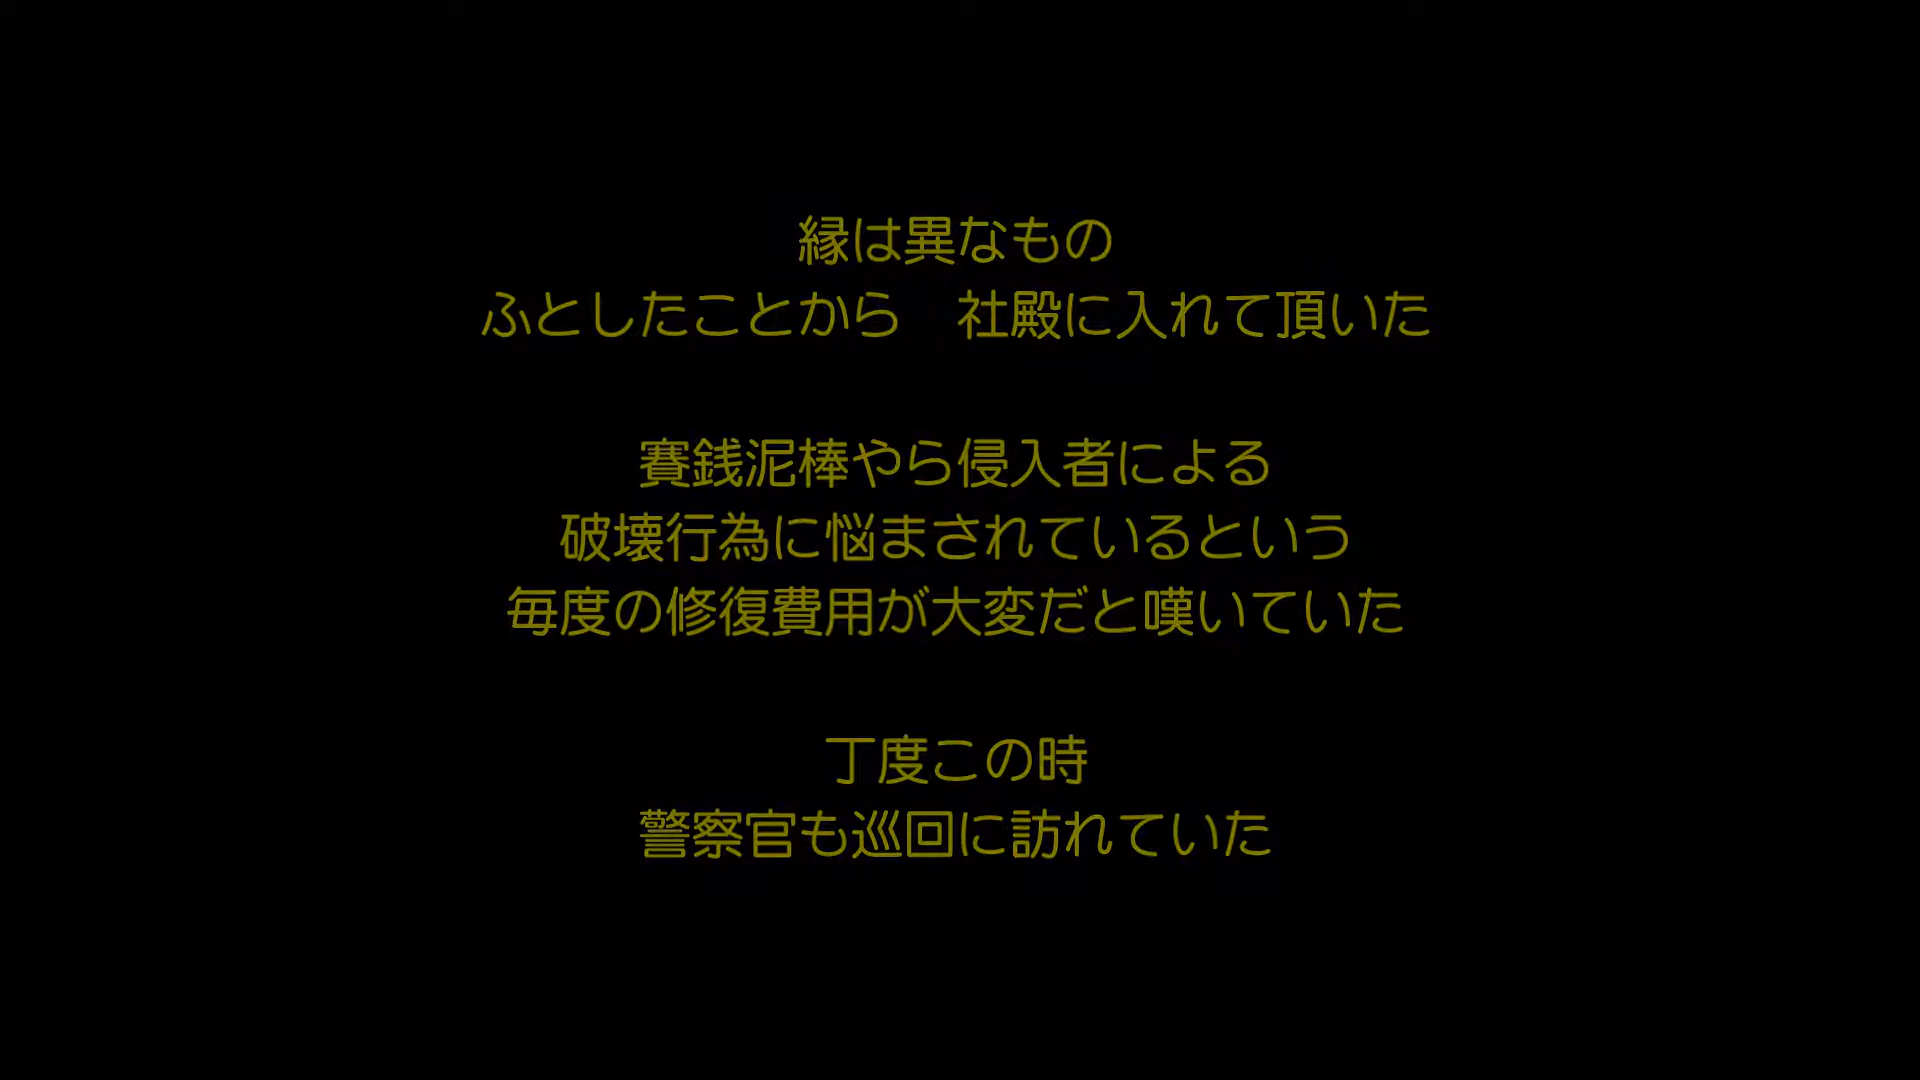 縁は異なもの
ふとしたことから　社殿に入れて頂いた
賽銭泥棒やら侵入者による
破壊行為に悩まされているという
毎度の修復費用が大変だと嘆いていた
丁度この時
警察官も巡回に訪れていた